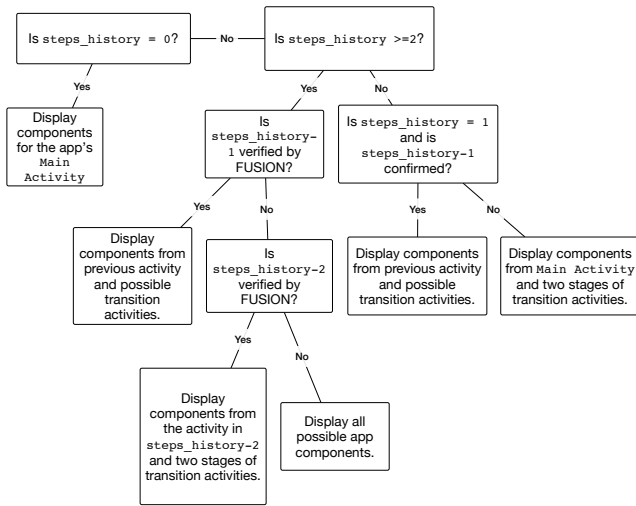 Is steps_history = 0?
No
Is steps_history >=2?
Yes
Yes
No
Display
components
for the app's
Main
Activity
Is
steps_history-
1 verified by
FUSION?
Is steps_history = 1
and is
steps_history-1
confirmed?
Yes
No
Yes
No
Display
components from
previous activity
and possible
transition
activities.
Is
steps_history-2
verified by
FUSION?
Display components
from previous activity
and possible
transition activities.
Display components
from Main Activity
and two stages of
transition activities.
Yes
No
Display
components from
the activity in
steps_history-2
and two stages of
transition activities.
Display all
possible app
components.